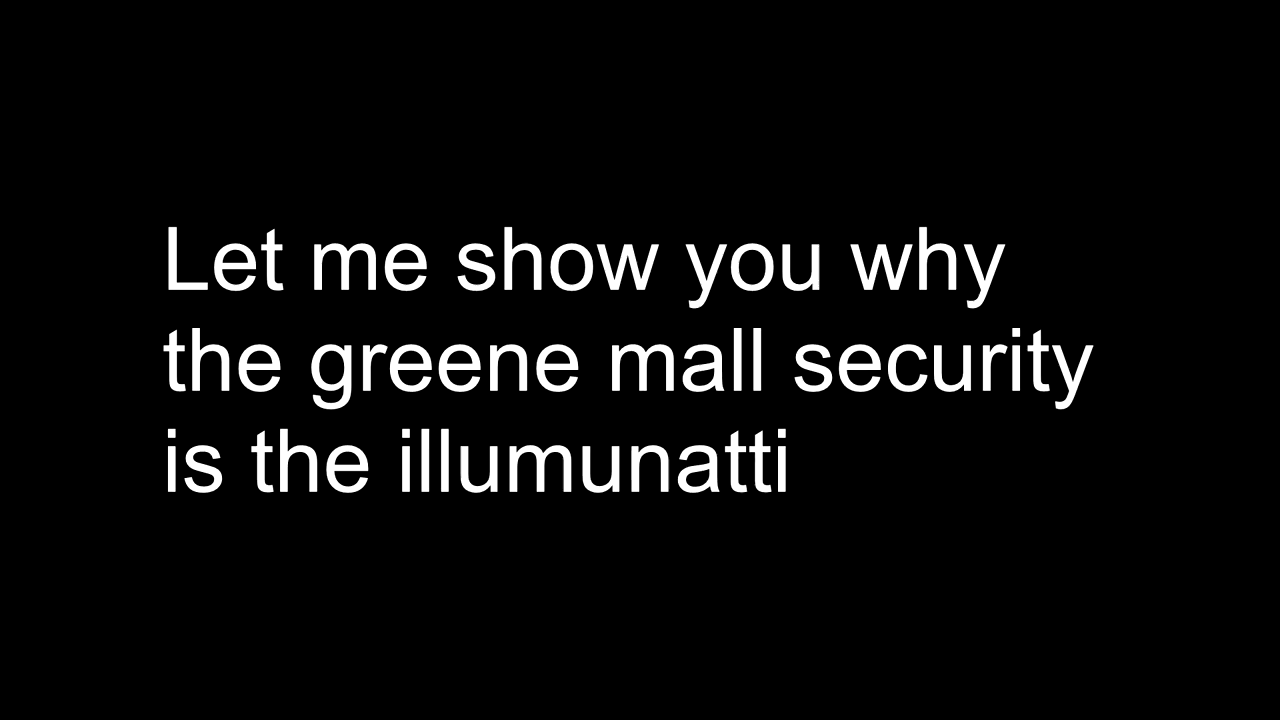 Let me show you why
the greene mall security
is the illumunatti